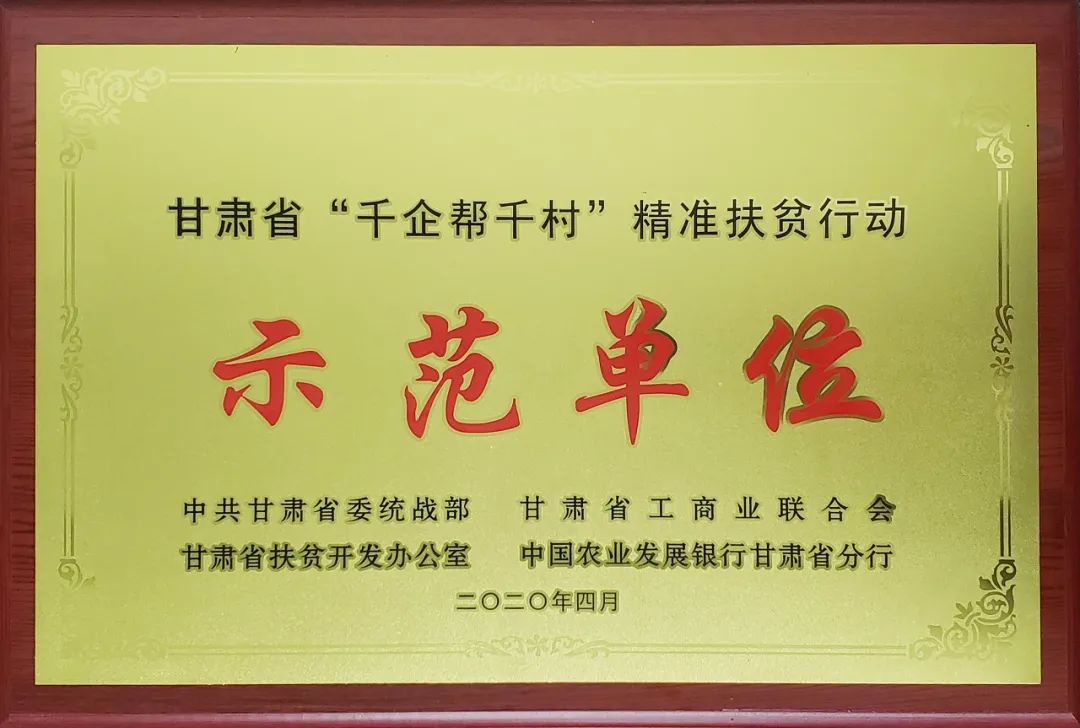 甘肃省“千企帮千村”精准扶贫行动
示范单位
中共甘肃省委统战部 甘肃省工商业联合会
甘肃省扶贫开发办公室 中国农业发展银行甘肃省分行
二〇二〇年四月